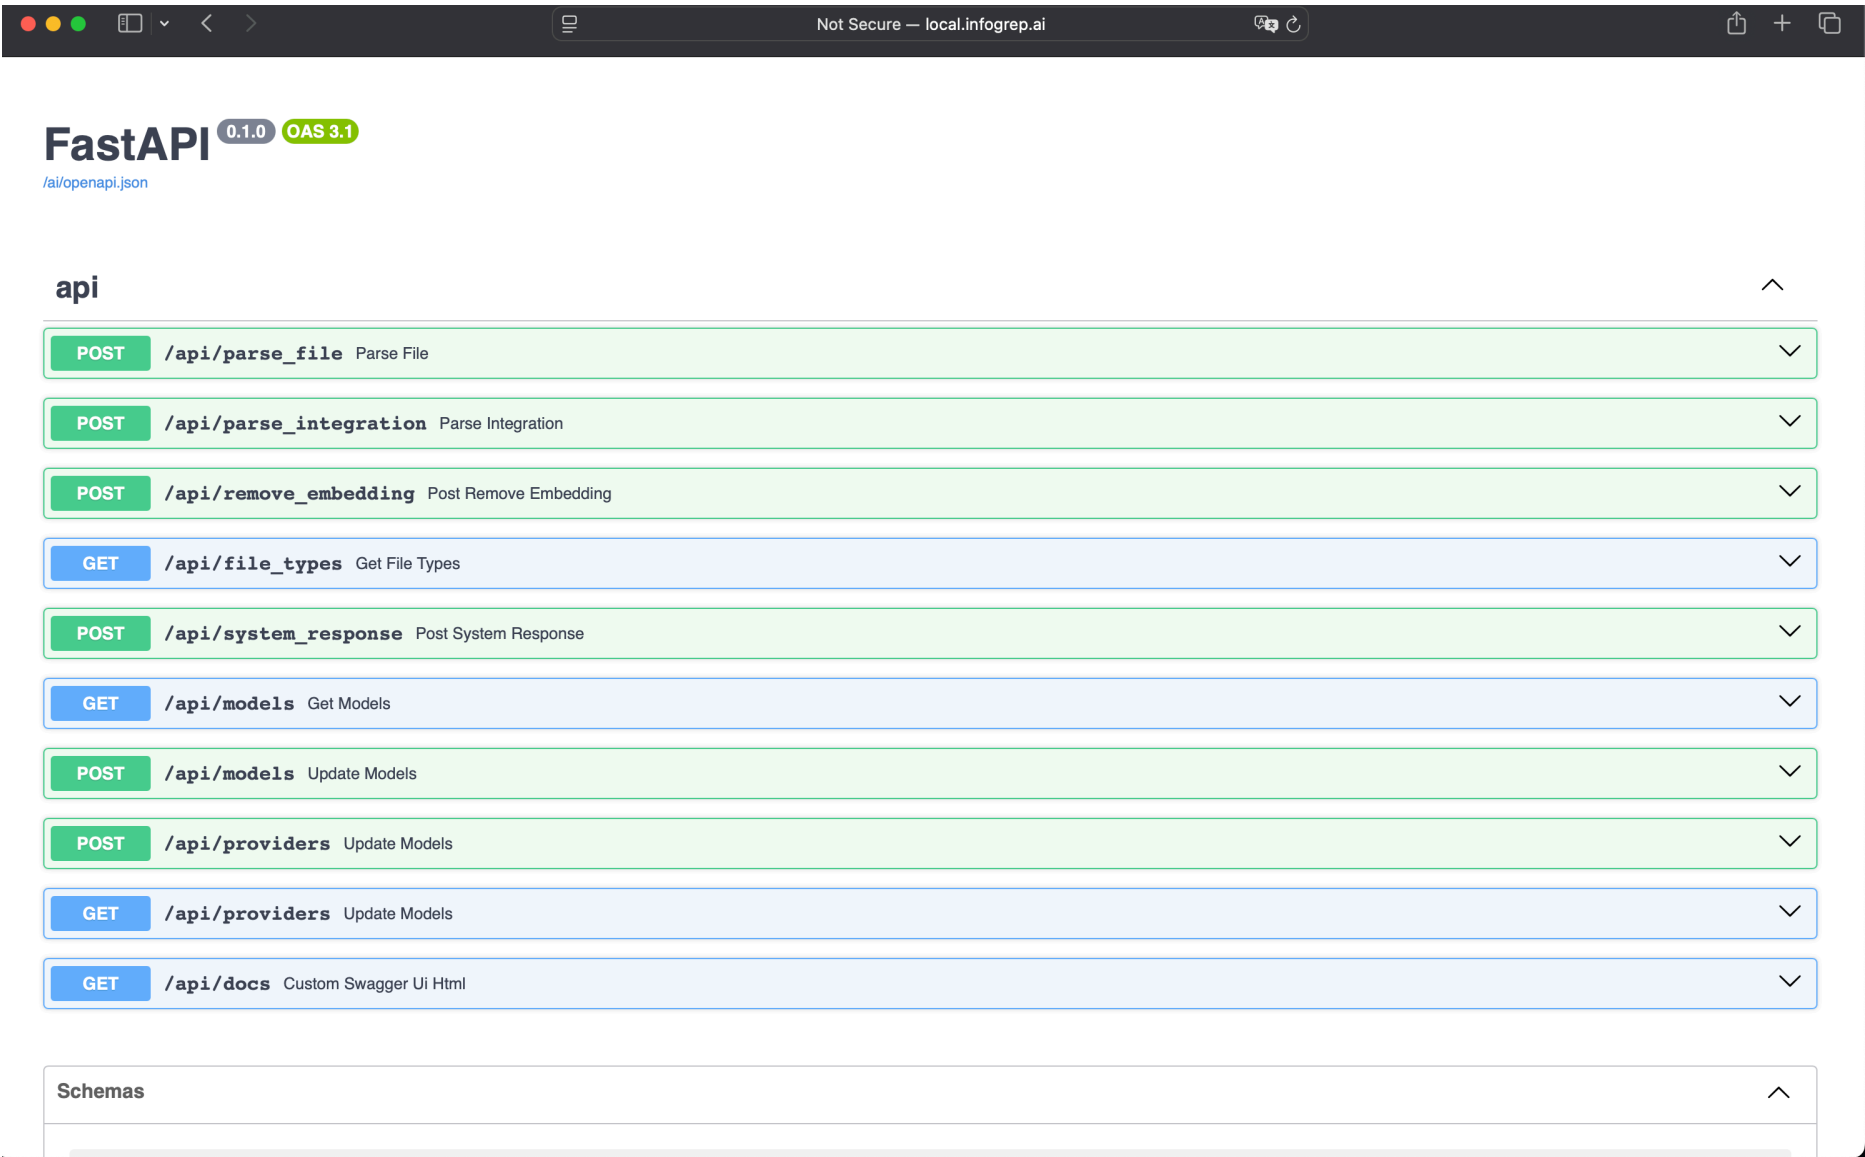 Not Secure — local.infogrep.ai
FastAPI 0.1.0 OAS 3.1
/ai/openapi.json
api
POST /api/parse_file Parse File
POST /api/parse_integration Parse Integration
POST /api/remove_embedding Post Remove Embedding
GET /api/file_types Get File Types
POST /api/system_response Post System Response
GET /api/models Get Models
POST /api/models Update Models
POST /api/providers Update Models
GET /api/providers Update Models
GET /api/docs Custom Swagger Ui Html
Schemas